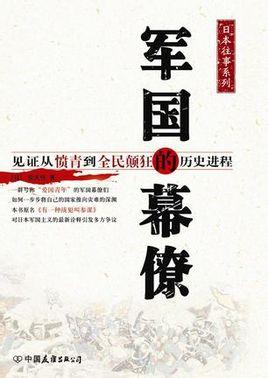 日本往事系列
军国的幕僚
见证从愤青到全民颠狂的历史进程
一群号称“爱国青年”的军国幕僚们
如何一步步将自己的国家推向灾难的深渊
本书原名《有一种战犯叫参谋》
对日本军国主义的最新诠释引发多方争议
中国友谊出版公司